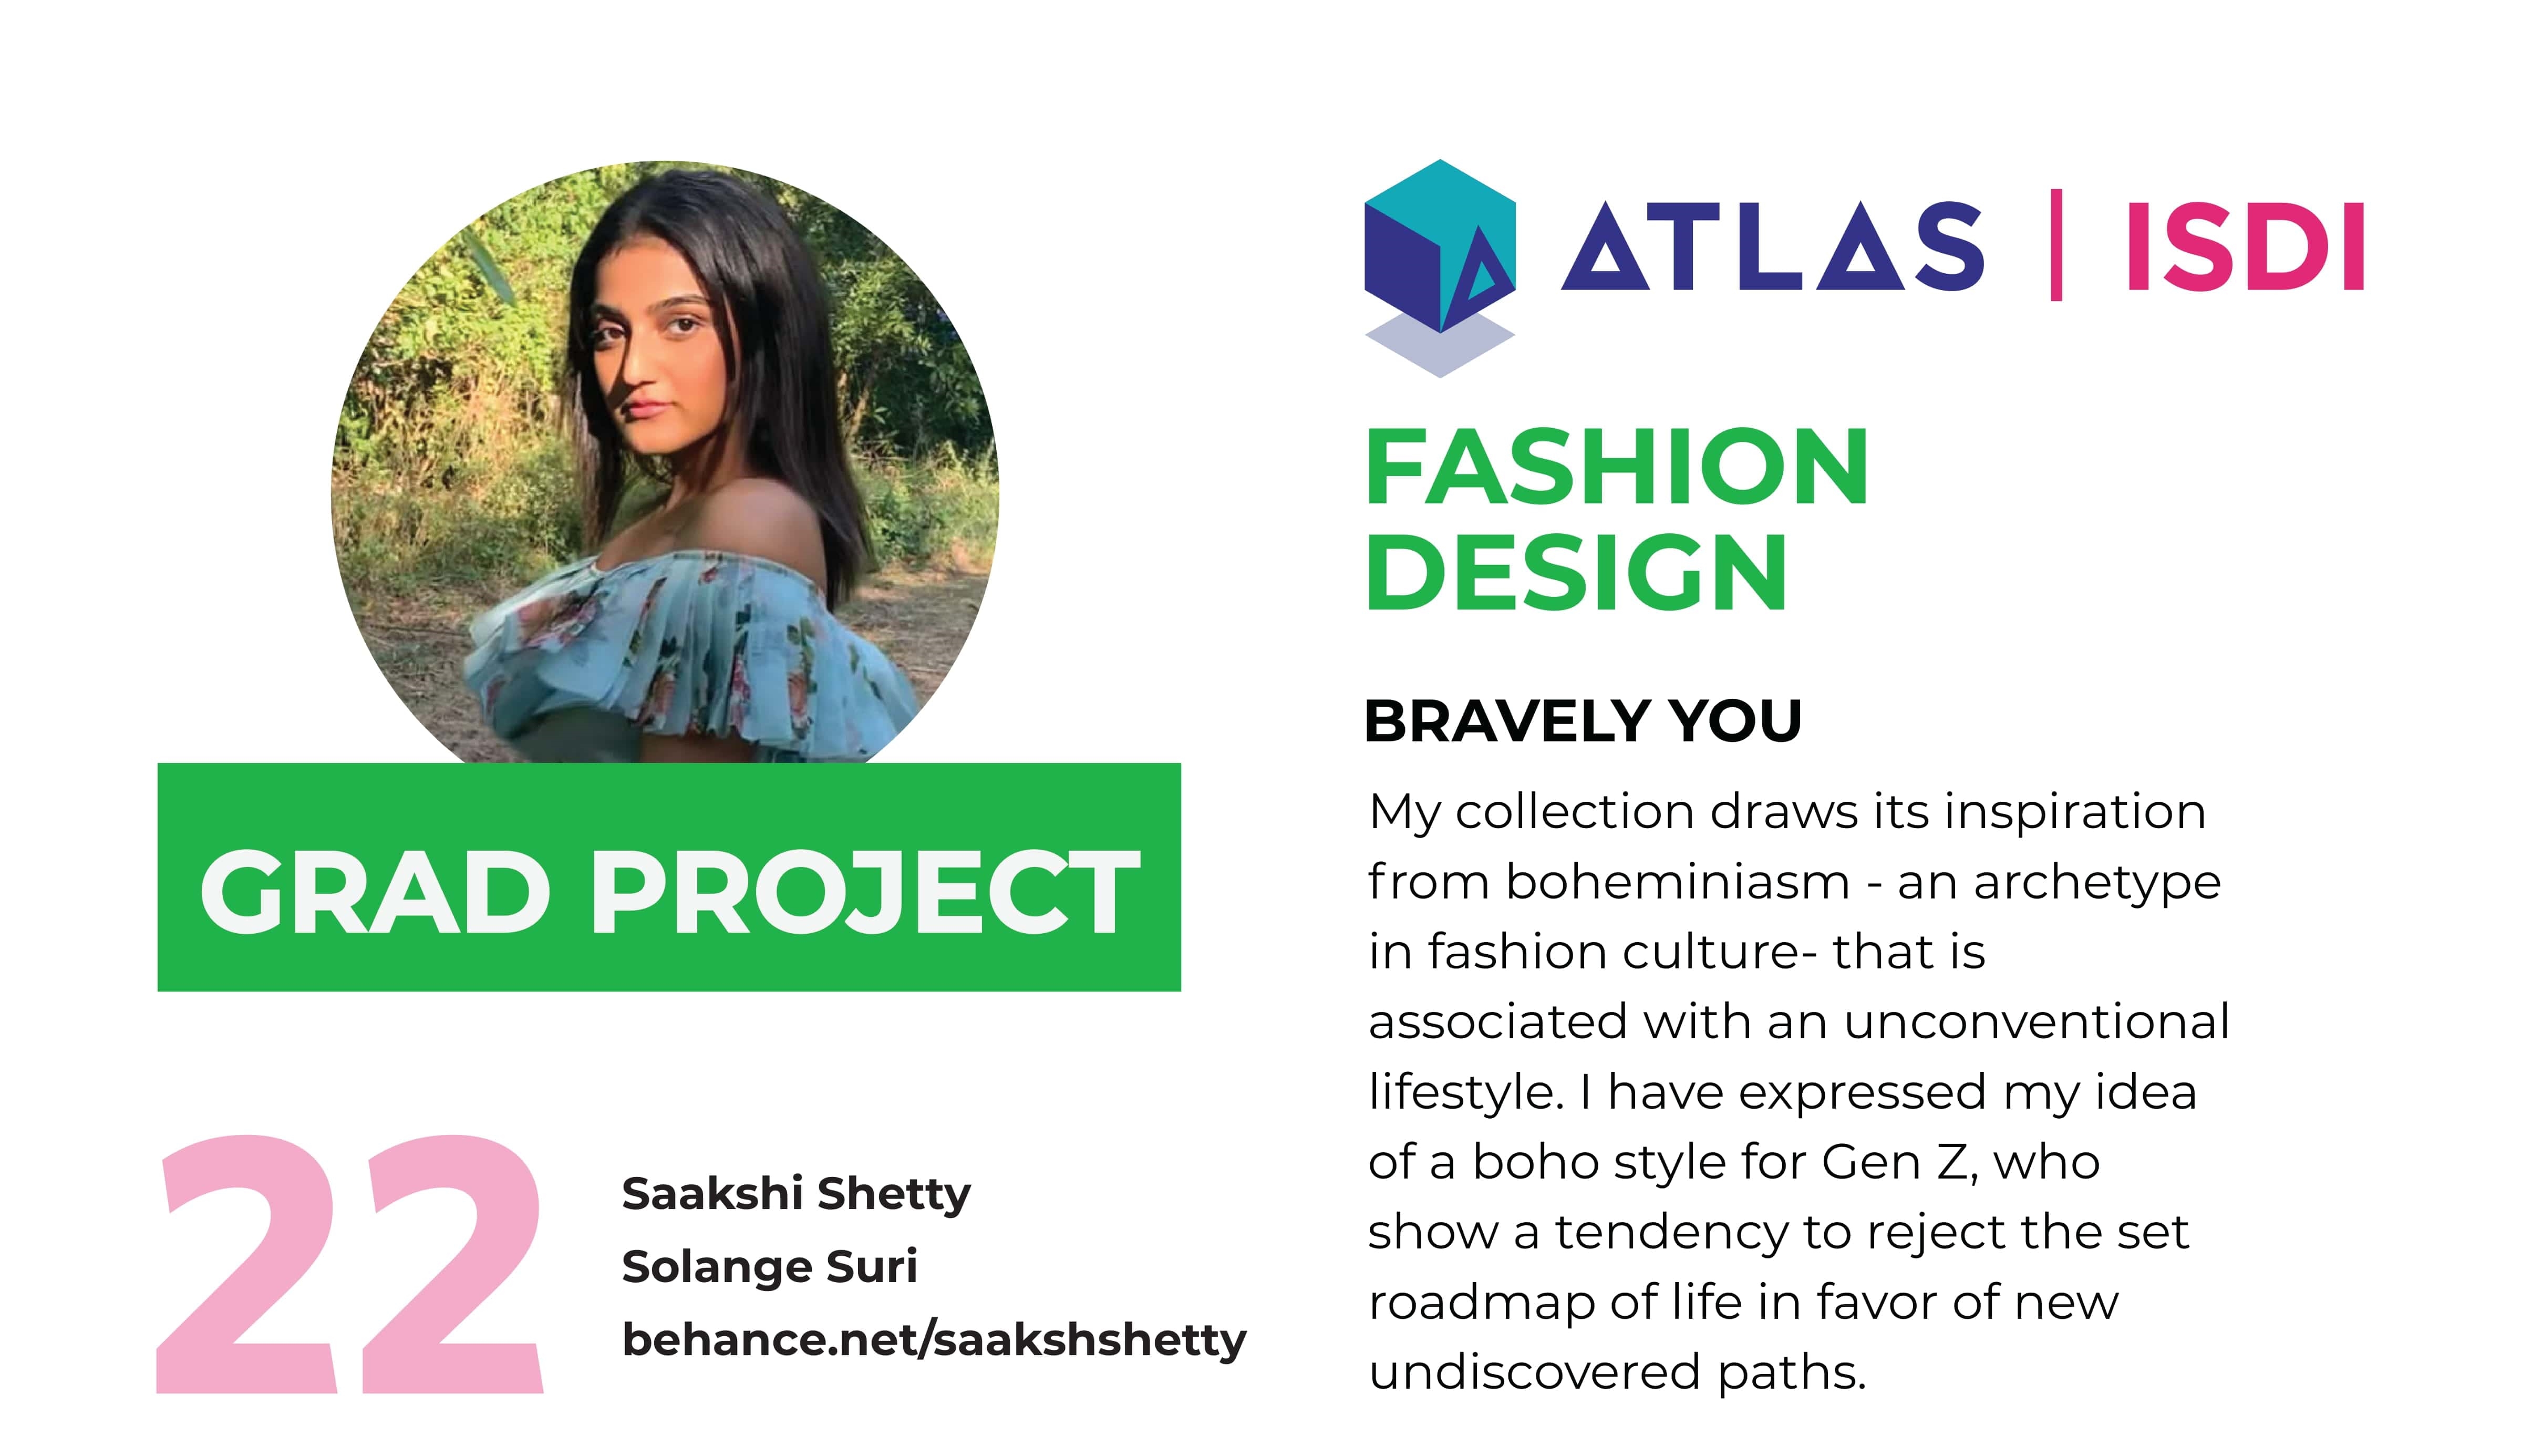 ATLAS | ISDI
FASHION
DESIGN
BRAVELY YOU
My collection draws its inspiration
from boheminiasm - an archetype
in fashion culture- that is
associated with an unconventional
lifestyle. I have expressed my idea
of a boho style for Gen Z, who
show a tendency to reject the set
roadmap of life in favor of new
undiscovered paths.
GRAD PROJECT
22
Saakshi Shetty
Solange Suri
behance.net/saakshshetty